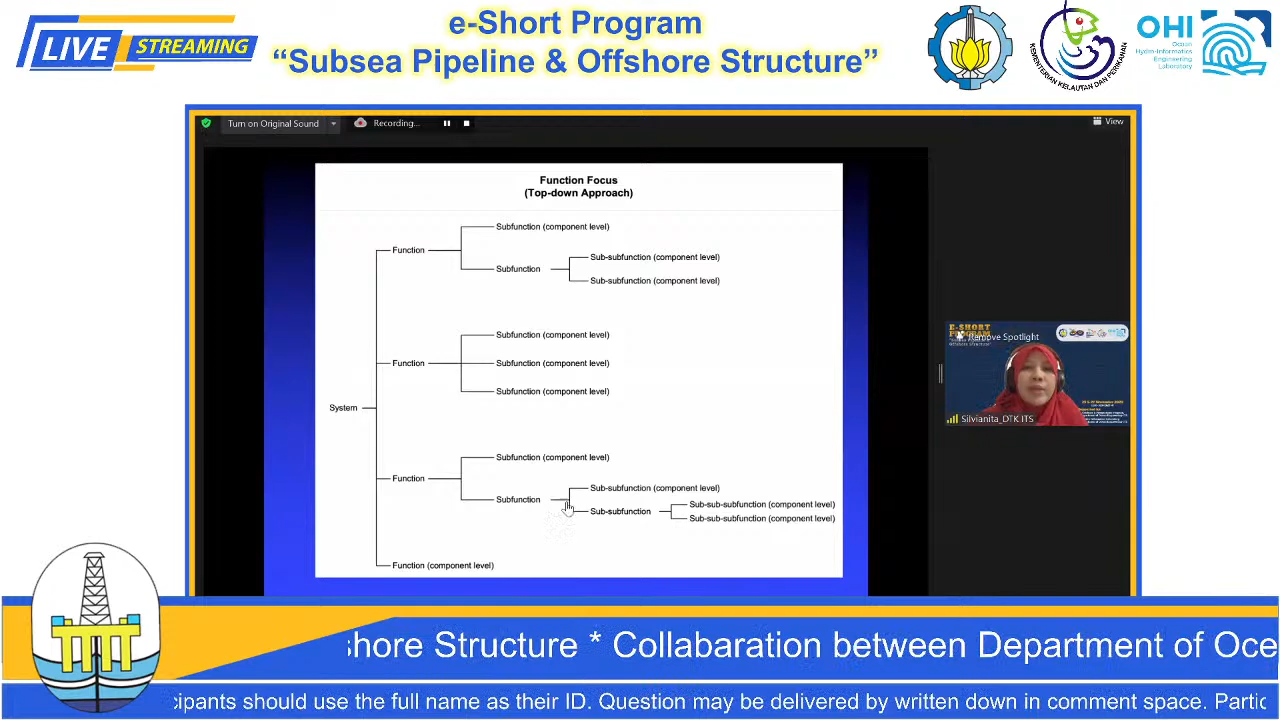 LIVE STREAMING
e-Short Program
“Subsea Pipeline & Offshore Structure”
KEMENTERIAN KELAUTAN DAN PERIKANAN
OHI
Ocean
Hydro-Informatics
Engineering
Laboratory
Turn on Original Sound
Recording...
View
Function Focus
(Top-down Approach)
Subfunction (component level)
Function
Sub-subfunction (component level)
Subfunction
Sub-subfunction (component level)
Subfunction (component level)
Function
Subfunction (component level)
Subfunction (component level)
System
Subfunction (component level)
Function
Sub-subfunction (component level)
Subfunction
Sub-sub-subfunction (component level)
Sub-subfunction
Sub-sub-subfunction (component level)
Function (component level)
E-SHORT
PROGRAM
Remove Spotlight
Offshore Structure"
Silvianita_DTK ITS
shore Structure * Collabaration between Department of Oce
cipants should use the full name as their ID. Question may be delivered by written down in comment space. Partic